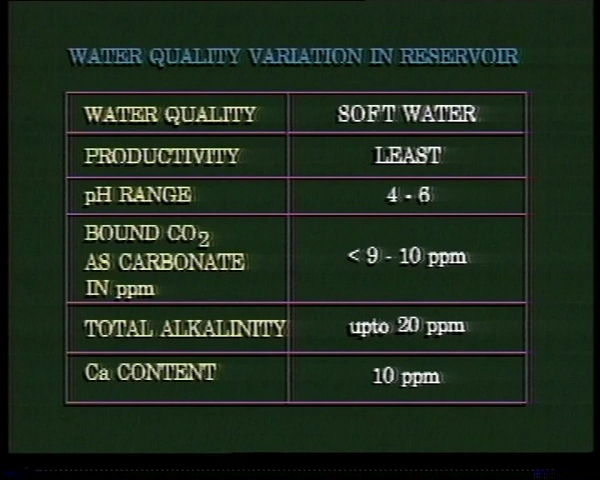 WATER QUALITY VARIATION IN RESERVOIR
WATER QUALITY SOFT WATER
PRODUCTIVITY LEAST
pH RANGE 4 - 6
BOUND CO2
AS CARBONATE
IN ppm
< 9 - 10 ppm
TOTAL ALKALINITY upto 20 ppm
Ca CONTENT 10 ppm